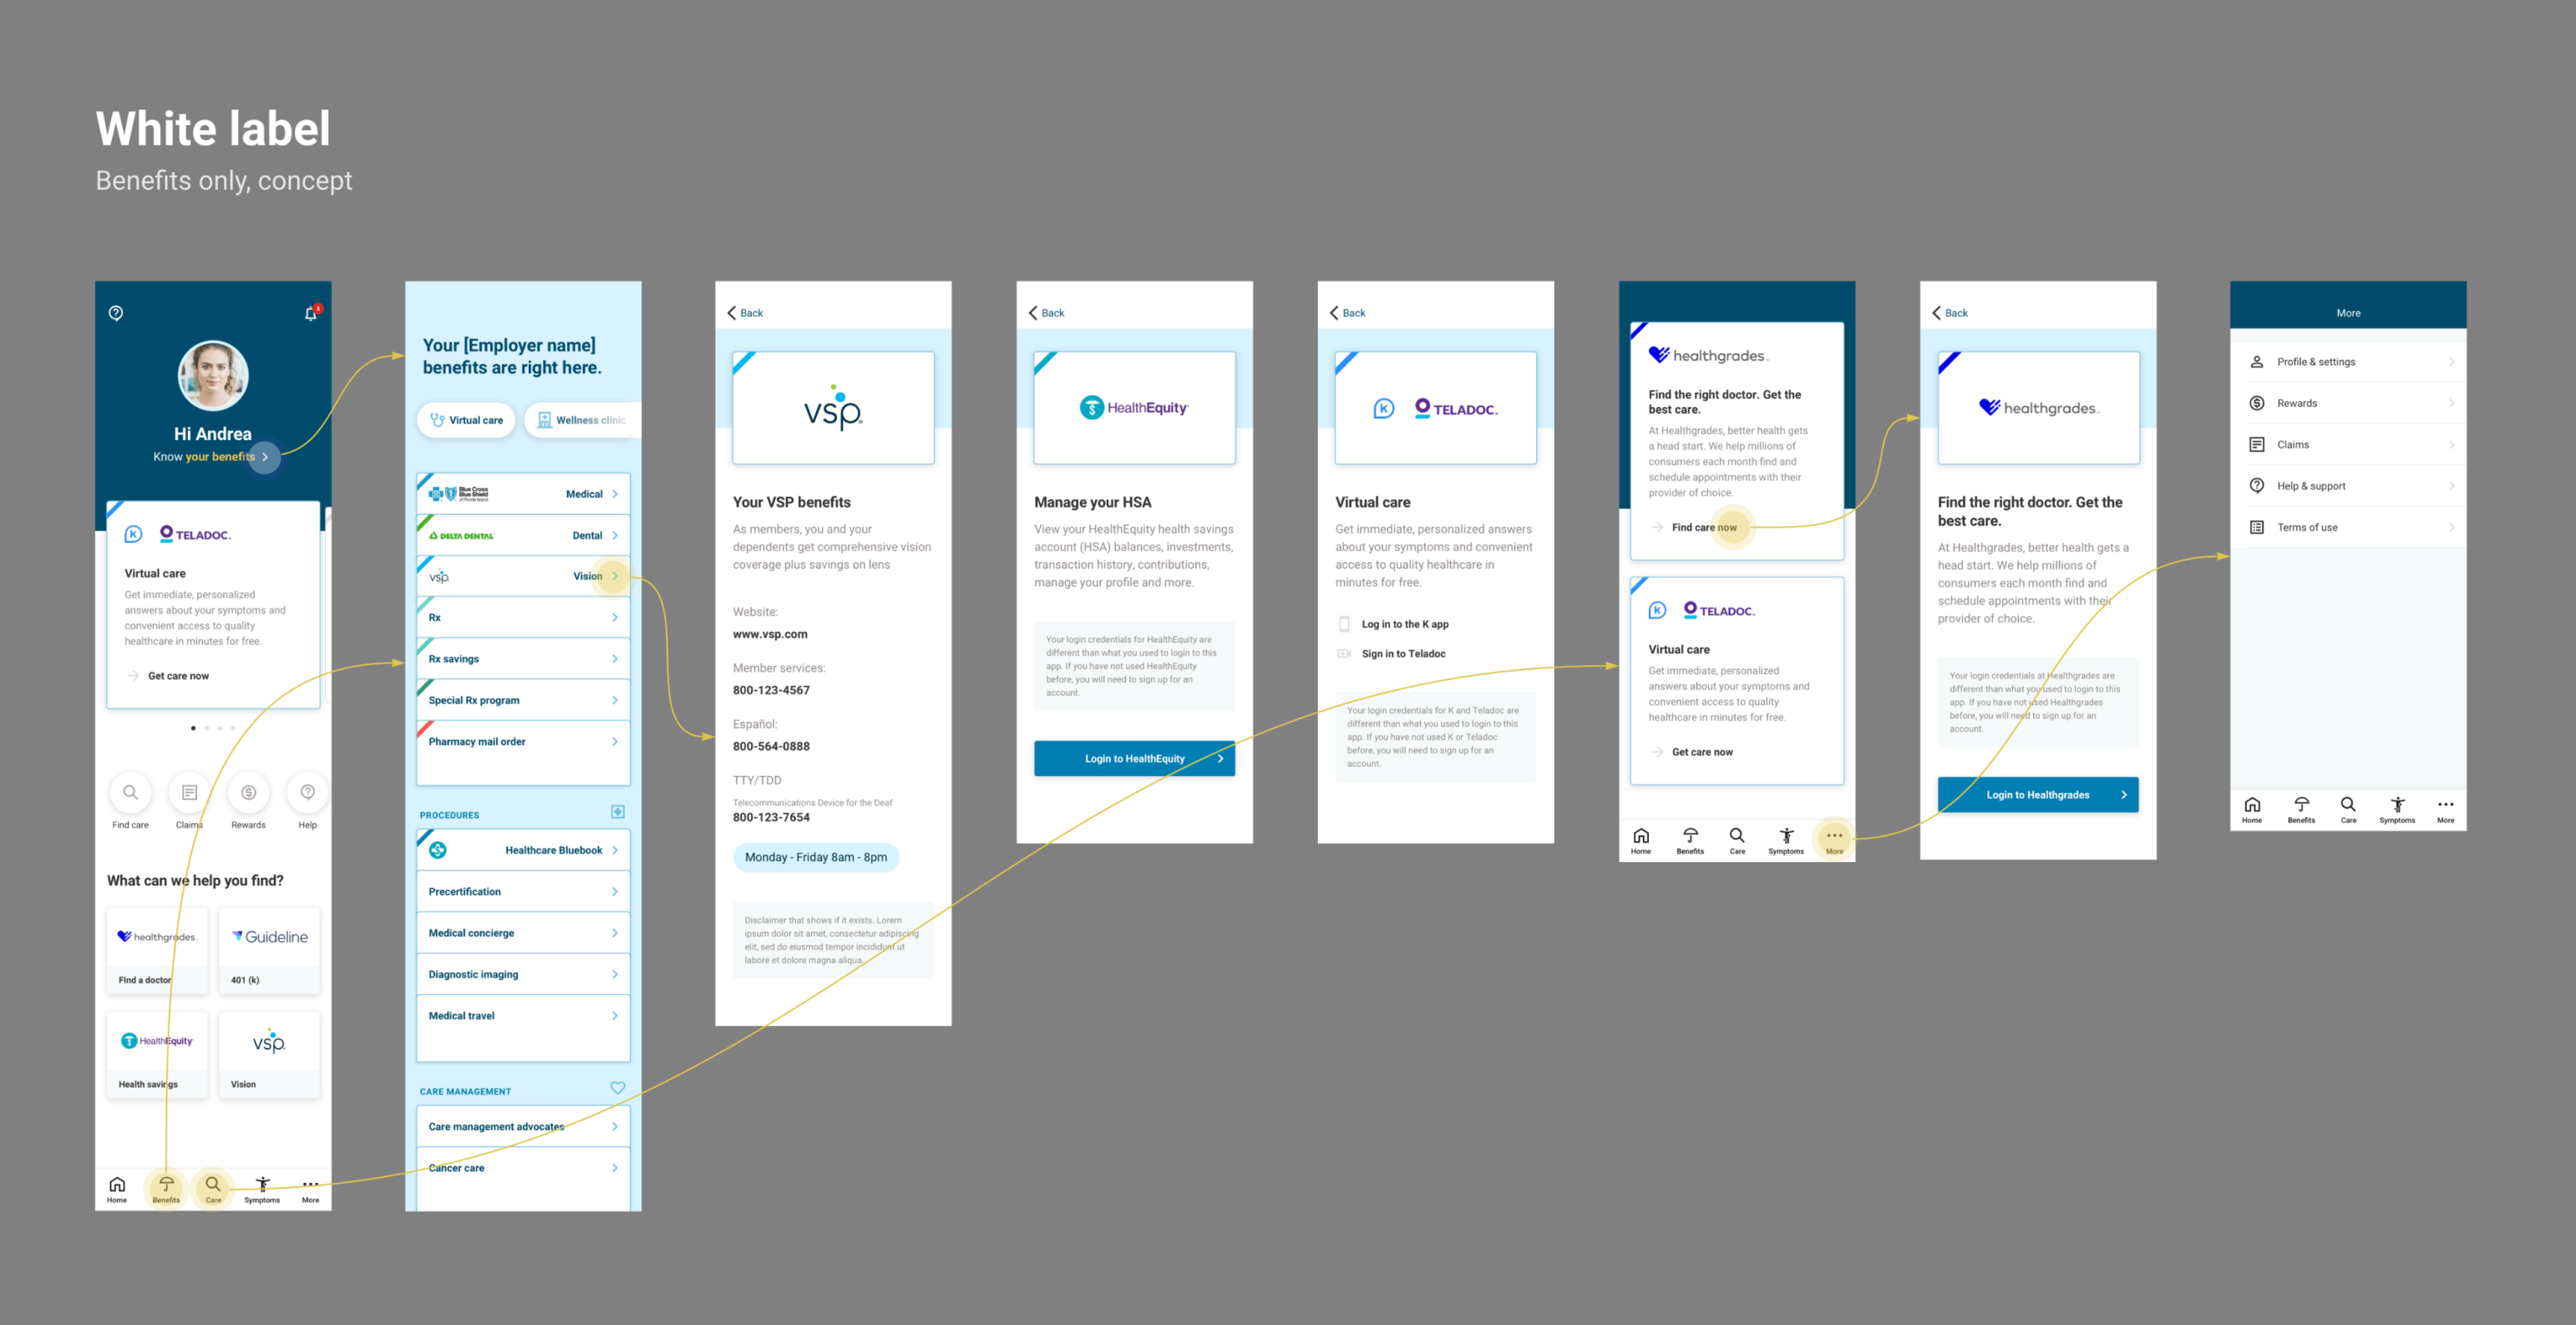 White label
Benefits only, concept
3
Hi Andrea
Know your benefits
K TELADOC.
Virtual care
Get immediate, personalized
answers about your symptoms and
convenient access to quality
healthcare in minutes for free.
Get care now
Find care
Claims
Rewards
Help
What can we help you find?
healthgrades.
Guideline
FInd a doctor
401 (k)
HealthEquity
vsp.
Health savings
Vision
Home
Benefits
Care
Symptoms
More
Your [Employer name]
benefits are right here.
Virtual care
Wellness clinic
Blue Cross
Blue Shield
of Rhode Island
Medical
DELTA DENTAL
Dental
vsp.
Vision
Rx
Rx savings
Special Rx program
Pharmacy mail order
PROCEDURES
Healthcare Bluebook
Precertification
Medical concierge
Diagnostic imaging
Medical travel
CARE MANAGEMENT
Care management advocates
Cancer care
Back
vsp.
Your VSP benefits
As members, you and your
dependents get comprehensive vision
coverage plus savings on lens
Website:
www.vsp.com
Member services:
800-123-4567
Español:
800-564-0888
TTY/TDD
Telecommunications Device for the Deaf
800-123-7654
Monday - Friday 8am - 8pm
Disclaimer that shows if it exists. Lorem
ipsum dolor sit amet, consectetur adipiscing
elit, sed do eiusmod tempor incididunt ut
labore et dolore magna aliqua.
Back
HealthEquity
Manage your HSA
View your HealthEquity health savings
account (HSA) balances, investments,
transaction history, contributions,
manage your profile and more.
Your login credentials for HealthEquity are
different than what you used to login to this
app. If you have not used HealthEquity
before, you will need to sign up for an
account.
Login to HealthEquity
Back
K TELADOC.
Virtual care
Get immediate, personalized answers
about your symptoms and convenient
access to quality healthcare in
minutes for free.
Log in to the K app
Sign in to Teladoc
Your login credentials for K and Teladoc are
different than what you used to login to this
app. If you have not used K or Teladoc
before, you will need to sign up for an
account.
healthgrades.
Find the right doctor. Get the
best care.
At Healthgrades, better health gets
a head start. We help millions of
consumers each month find and
schedule appointments with their
provider of choice.
Find care now
K TELADOC.
Virtual care
Get immediate, personalized
answers about your symptoms and
convenient access to quality
healthcare in minutes for free.
Get care now
Home
Benefits
Care
Symptoms
More
Back
healthgrades.
Find the right doctor. Get the
best care.
At Healthgrades, better health gets a
head start. We help millions of
consumers each month find and
schedule appointments with their
provider of choice.
Your login credentials at Healthgrades are
different than what you used to login to this
app. If you have not used Healthgrades
before, you will need to sign up for an
account.
Login to Healthgrades
More
Profile & settings
Rewards
Claims
Help & support
Terms of use
Home
Benefits
Care
Symptoms
More